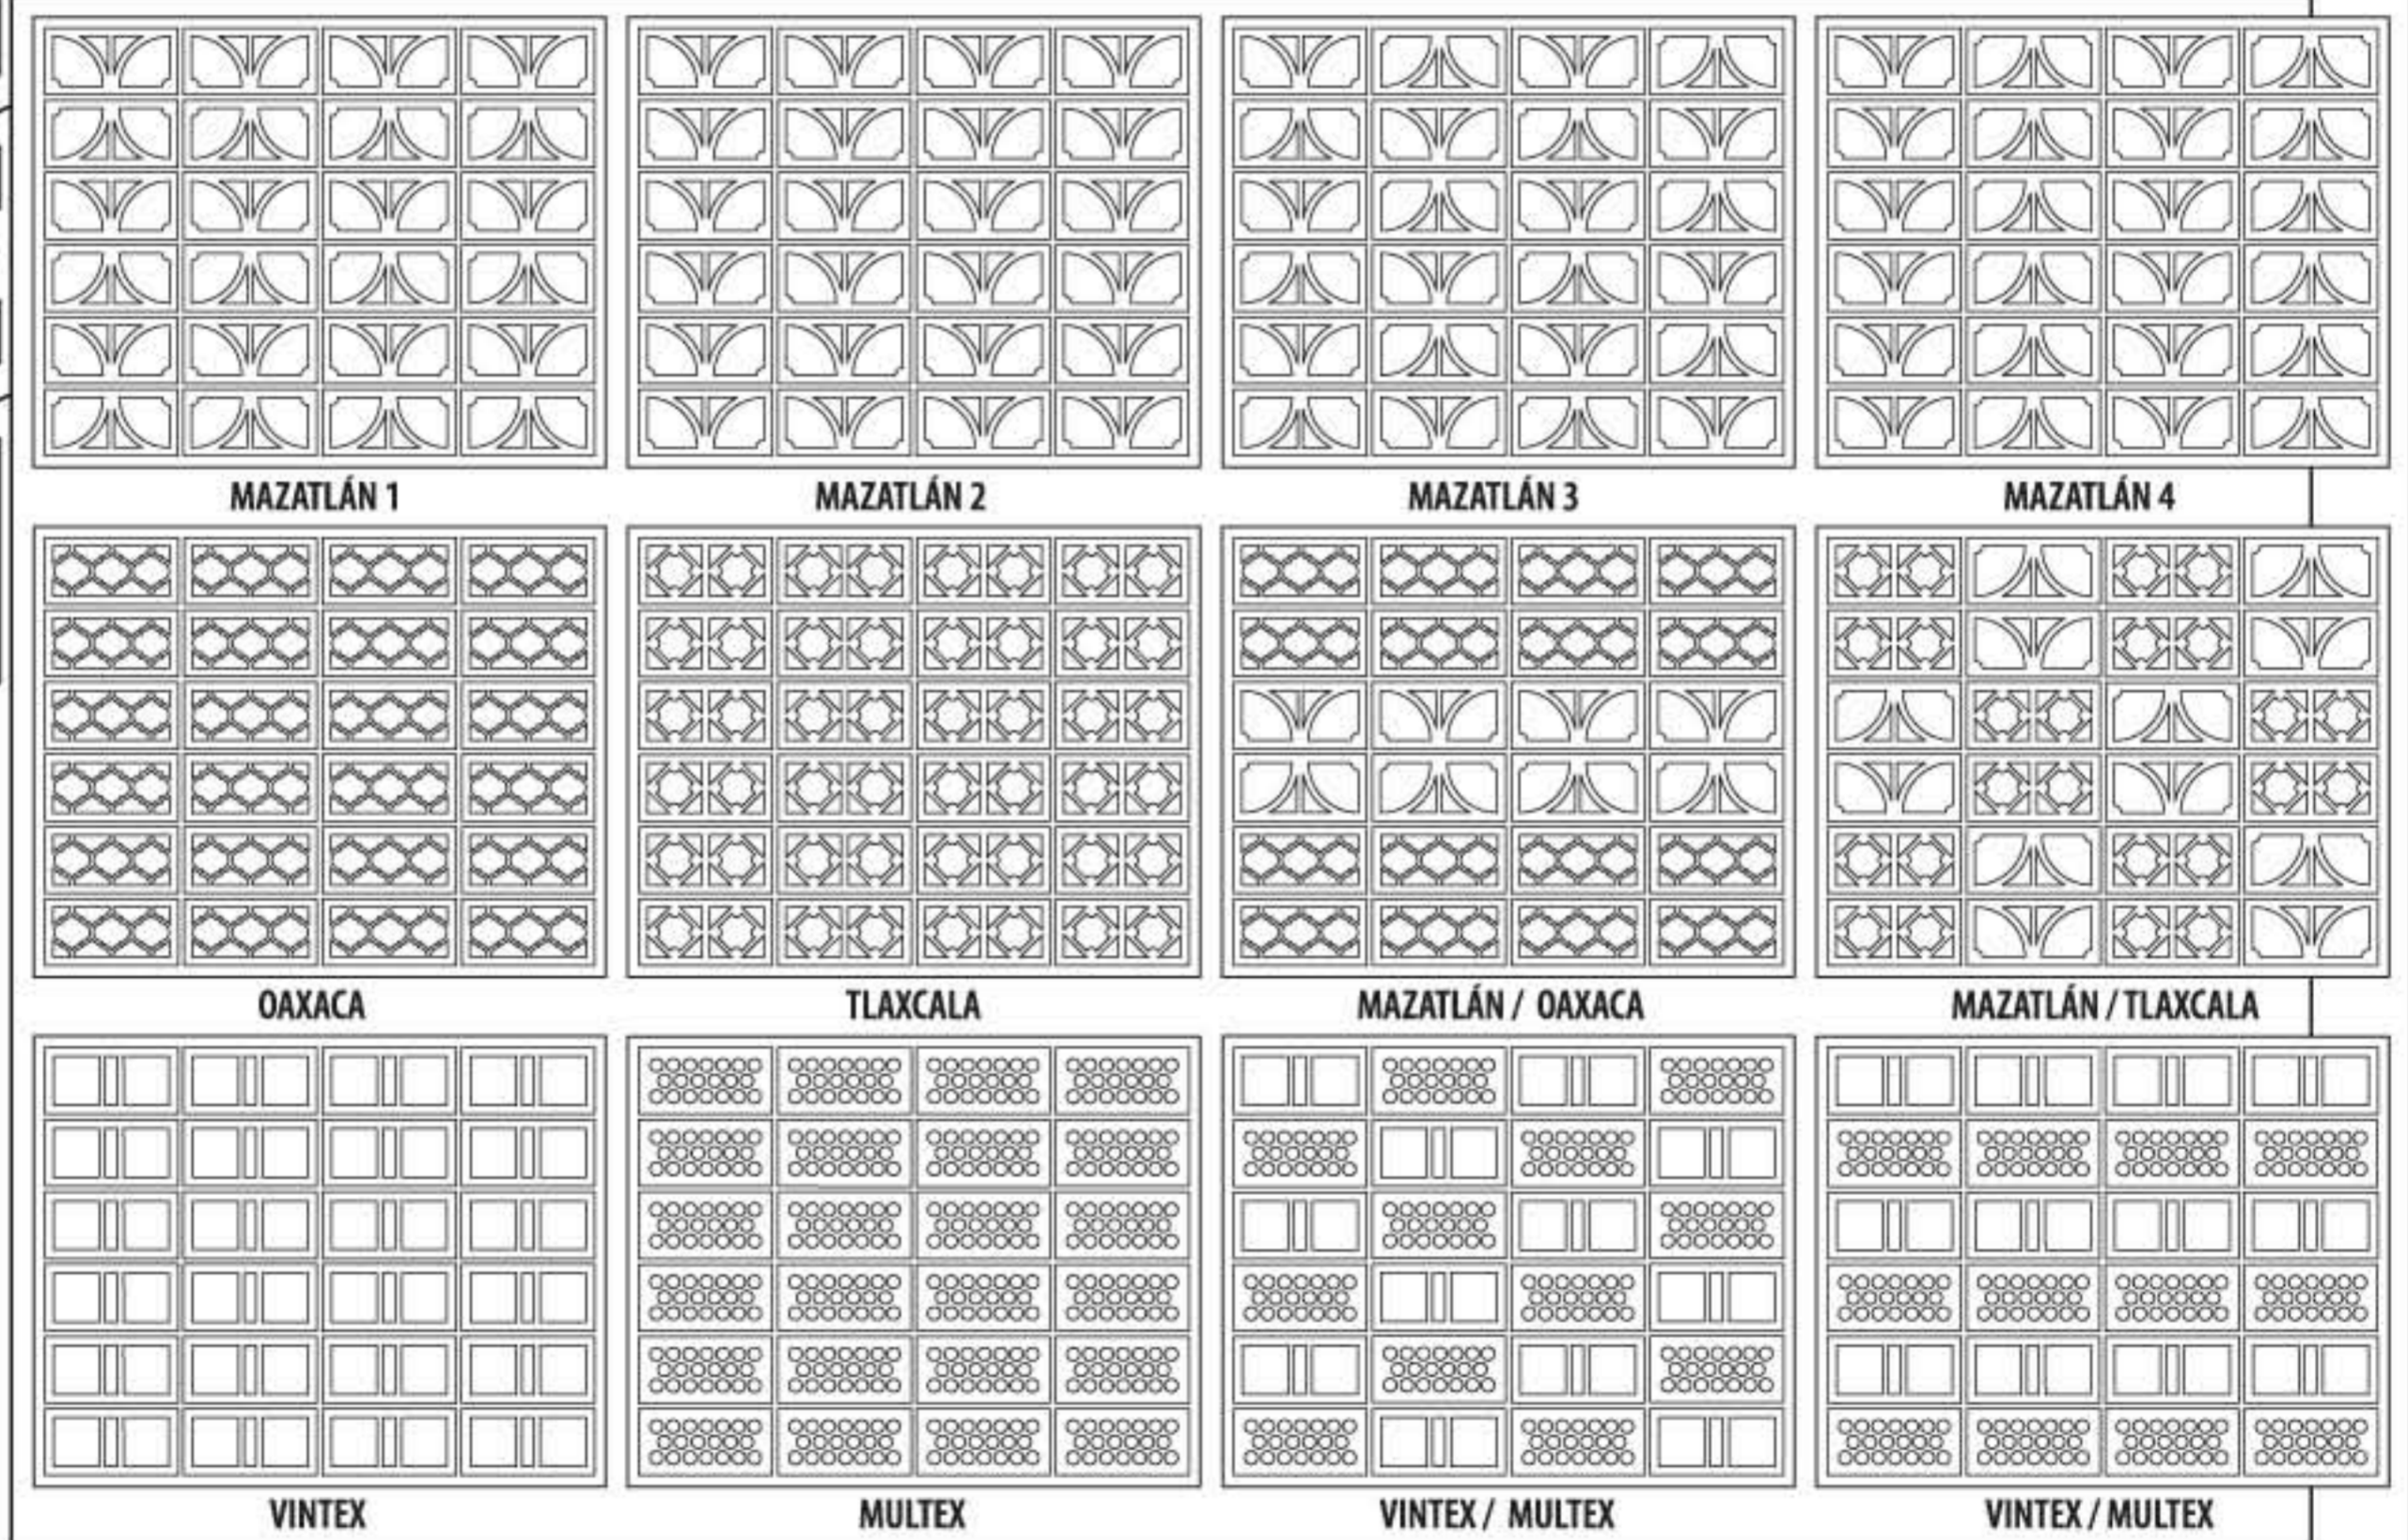 MAZATLÁN 1
MAZATLÁN 2
MAZATLÁN 3
MAZATLÁN 4
OAXACA
TLAXCALA
MAZATLÁN / OAXACA
MAZATLÁN / TLAXCALA
VINTEX
MULTEX
VINTEX / MULTEX
VINTEX / MULTEX